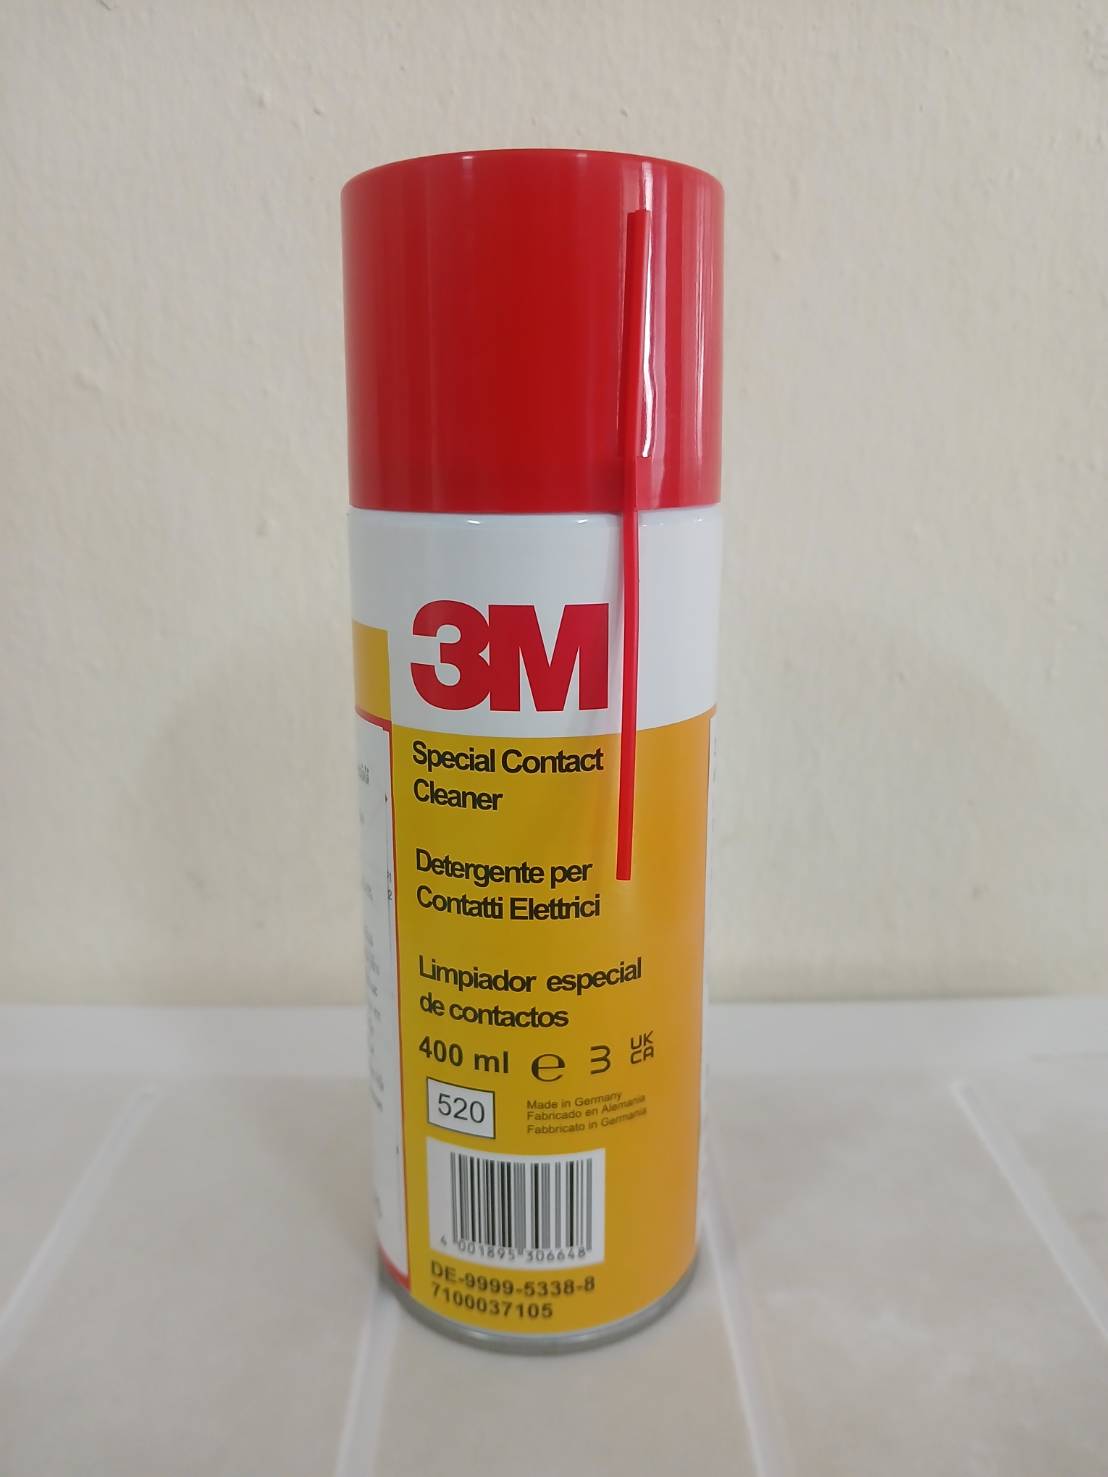 3M
Special Contact
Cleaner
Detergente per
Contatti Elettrici
Limpiador especial
de contactos
400 ml e 3 UK
CA
520
Made in Germany
Fabricado en Alemania
Fabbricato in Germania
4 001895 306648
DE-9999-5338-8
7100037105